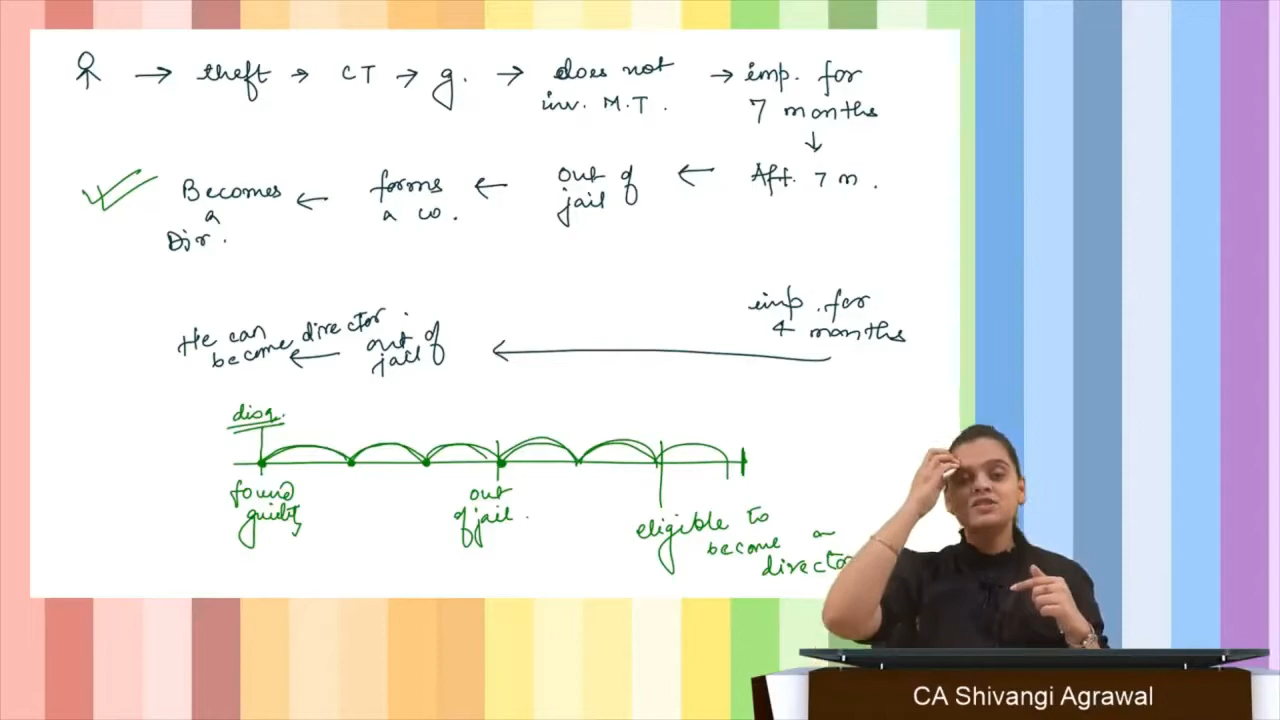 → theft → CT → g. → does not → imp. for
inv. M.T. 7 months
↓
Becomes ← forms ← out of ← Aft. 7 m.
a a co. jail
Dir.
imp. for
4 months
He can
become director.
← out of ←
jail
disq.
found
guilty
out
of jail.
eligible to
become a
director
CA Shivangi Agrawal